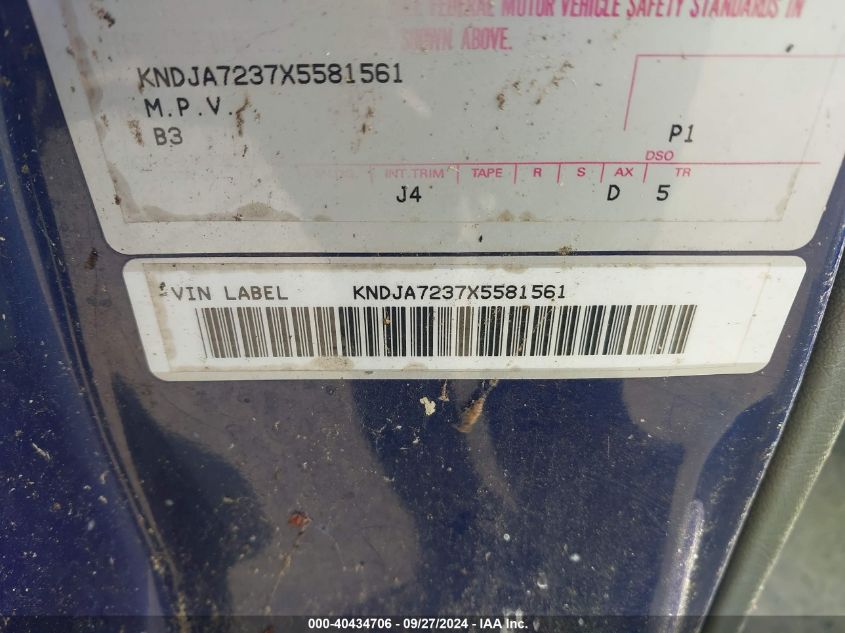 FEDERAL MOTOR VEHICLE SAFETY STANDARDS IN
SHOWN ABOVE.
KNDJA7237X5581561
M.P.V.
B3
P1
DSO
INT.TRIM TAPE R S AX TR
J4 D 5
VIN LABEL KNDJA7237X5581561
000-40434706 - 09/27/2024 - IAA Inc.